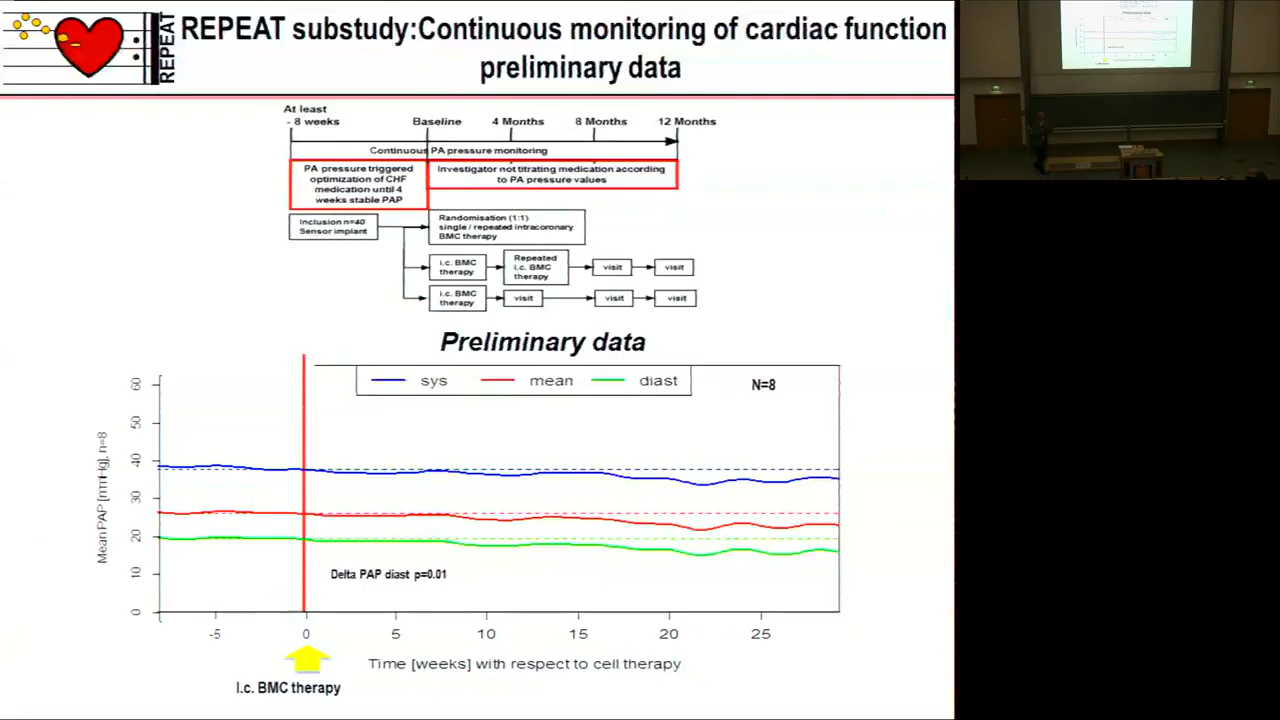 REPEAT
REPEAT substudy:Continuous monitoring of cardiac function
preliminary data
At least
- 8 weeks
Baseline
4 Months
8 Months
12 Months
Continuous PA pressure monitoring
PA pressure triggered
optimization of CHF
medication until 4
weeks stable PAP
Investigator not titrating medication according
to PA pressure values
Inclusion n=40
Sensor implant
Randomisation (1:1)
single / repeated intracoronary
BMC therapy
i.c. BMC
therapy
Repeated
i.c. BMC
therapy
visit
visit
i.c. BMC
therapy
visit
visit
visit
Preliminary data
sys
mean
diast
N=8
Mean PAP [mmHg], n=8
60
50
40
30
20
10
0
Delta PAP diast p=0.01
-5
0
5
10
15
20
25
Time [weeks] with respect to cell therapy
I.c. BMC therapy
Preliminary data